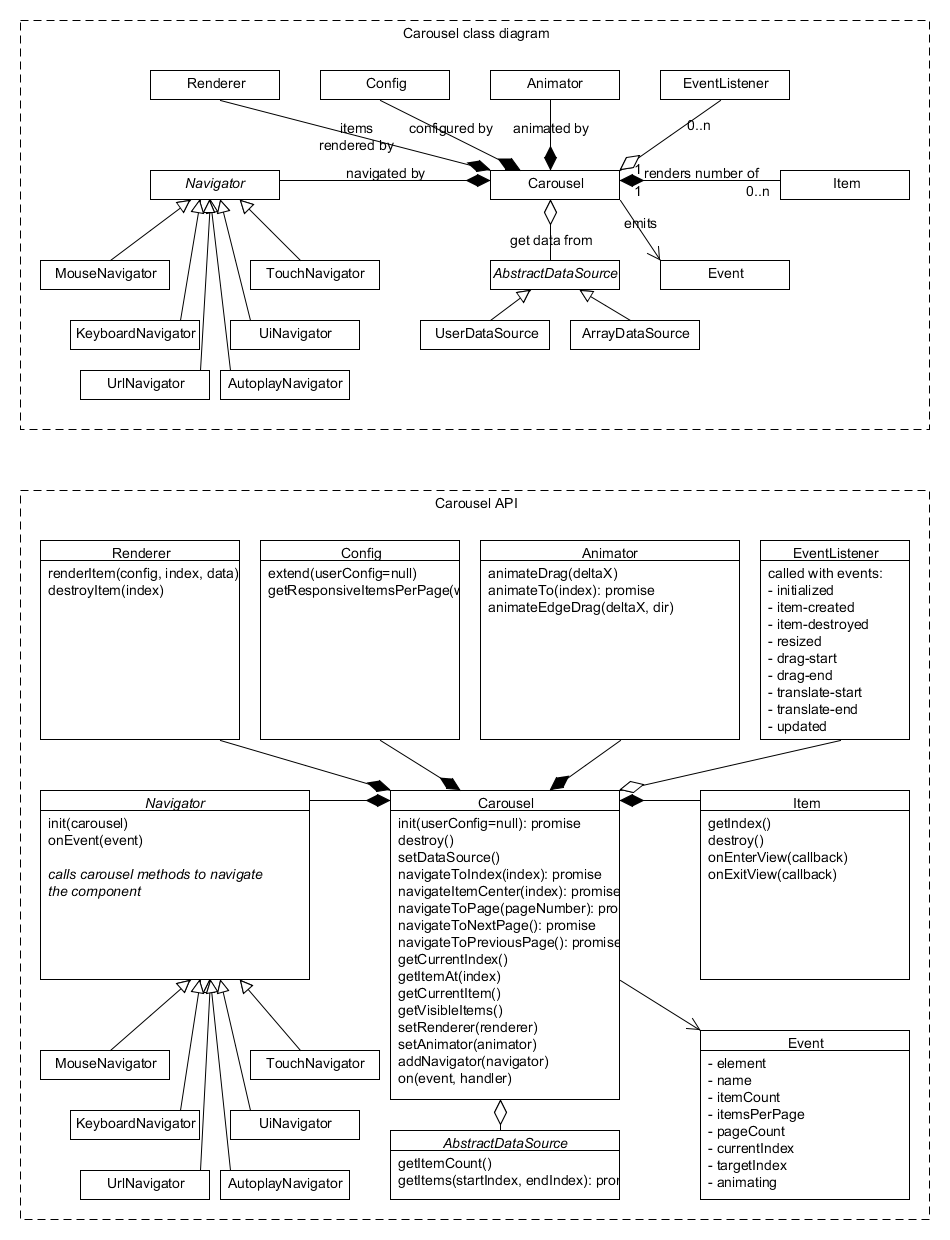 Carousel class diagram
Renderer
Config
Animator
EventListener
items
rendered by
configured by
animated by
0..n
Navigator
navigated by
Carousel
1
renders number of
1
0..n
Item
emits
get data from
MouseNavigator
TouchNavigator
AbstractDataSource
Event
KeyboardNavigator
UiNavigator
UserDataSource
ArrayDataSource
UrlNavigator
AutoplayNavigator
Carousel API
Renderer
renderItem(config, index, data)
destroyItem(index)
Config
extend(userConfig=null)
getResponsiveItemsPerPage(w
Animator
animateDrag(deltaX)
animateTo(index): promise
animateEdgeDrag(deltaX, dir)
EventListener
called with events:
- initialized
- item-created
- item-destroyed
- resized
- drag-start
- drag-end
- translate-start
- translate-end
- updated
Navigator
init(carousel)
onEvent(event)
calls carousel methods to navigate
the component
Carousel
init(userConfig=null): promise
destroy()
setDataSource()
navigateToIndex(index): promise
navigateItemCenter(index): promise
navigateToPage(pageNumber): pro
navigateToNextPage(): promise
navigateToPreviousPage(): promise
getCurrentIndex()
getItemAt(index)
getCurrentItem()
getVisibleItems()
setRenderer(renderer)
setAnimator(animator)
addNavigator(navigator)
on(event, handler)
Item
getIndex()
destroy()
onEnterView(callback)
onExitView(callback)
MouseNavigator
TouchNavigator
KeyboardNavigator
UiNavigator
UrlNavigator
AutoplayNavigator
AbstractDataSource
getItemCount()
getItems(startIndex, endIndex): pro
Event
- element
- name
- itemCount
- itemsPerPage
- pageCount
- currentIndex
- targetIndex
- animating